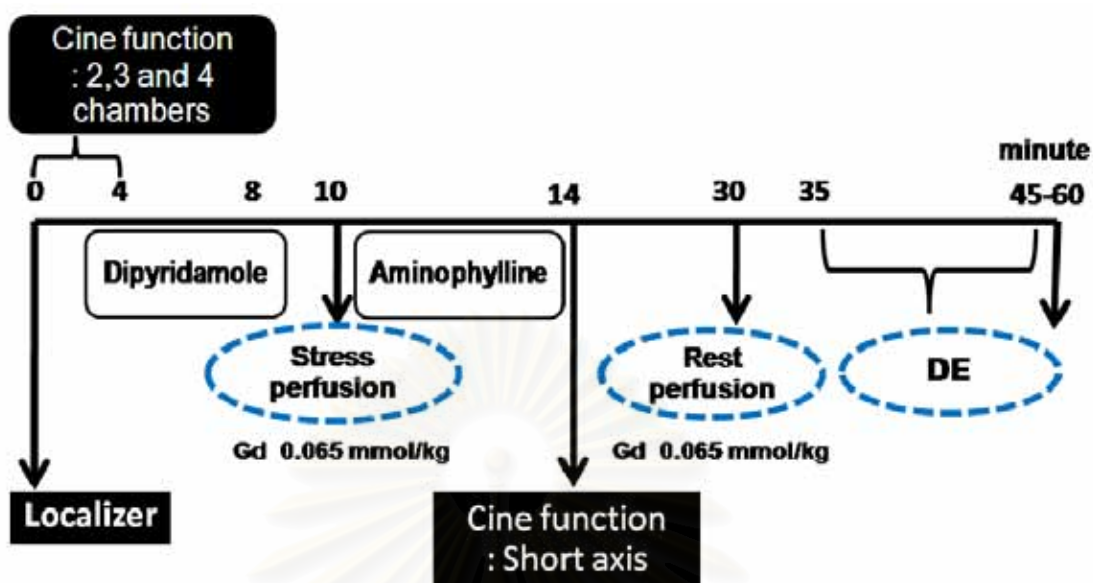 Cine function
: 2,3 and 4
chambers
minute
0 4 8 10 14 30 35 45-60
Dipyridamole
Aminophylline
Stress
perfusion
Rest
perfusion
DE
Gd 0.065 mmol/kg
Gd 0.065 mmol/kg
Localizer
Cine function
: Short axis